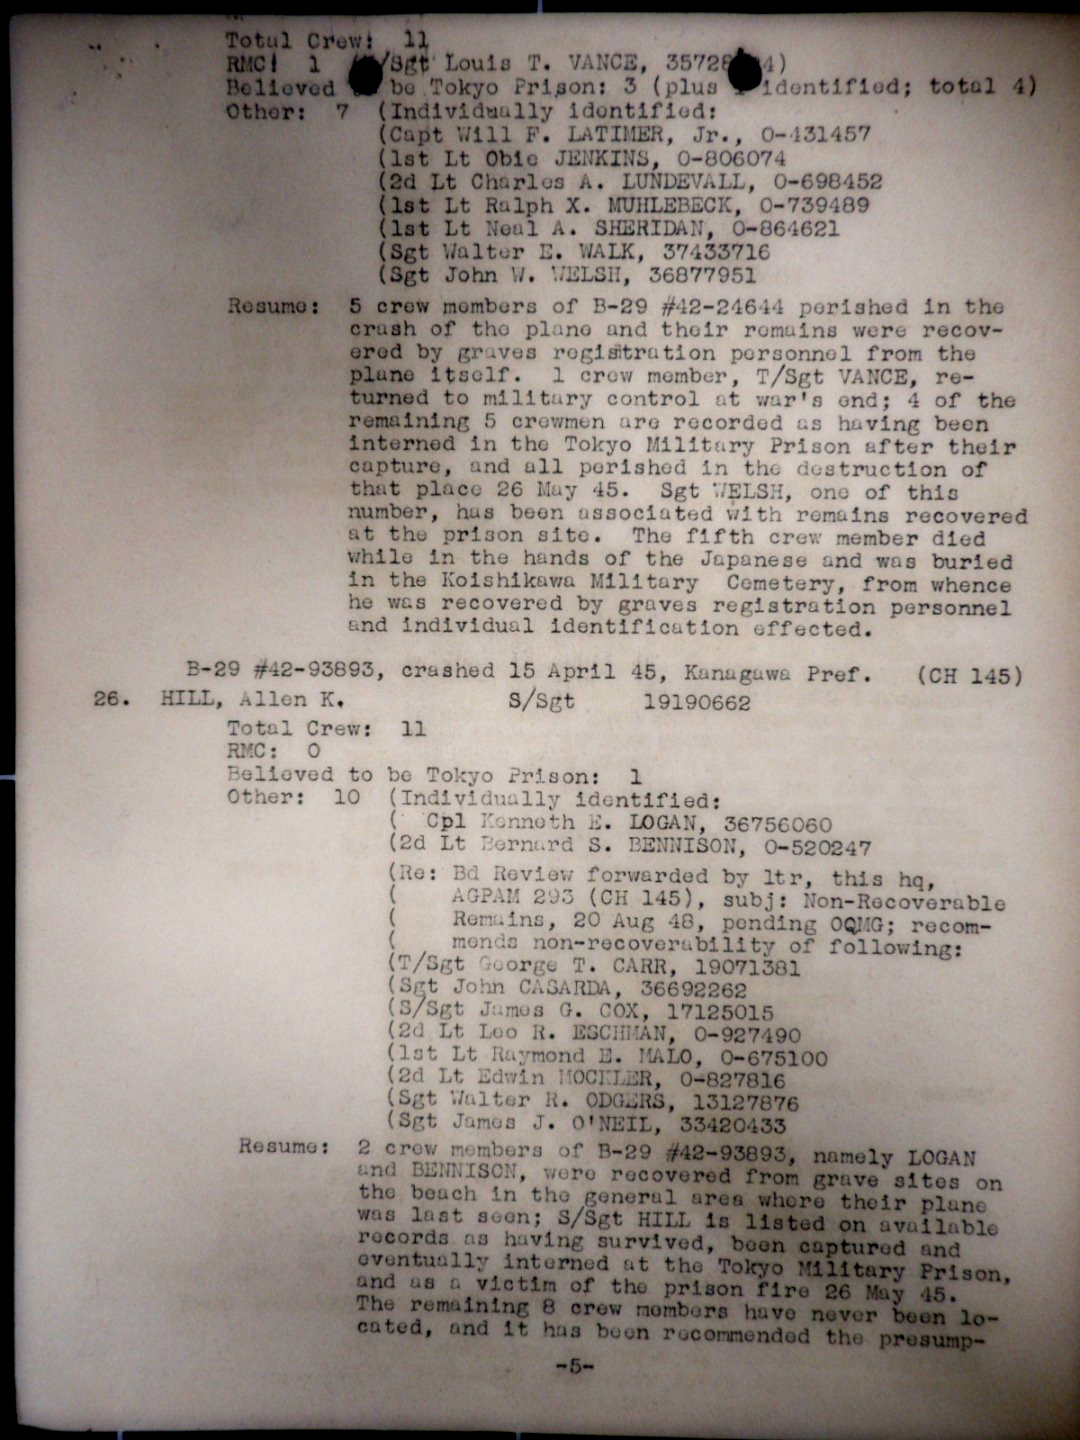 Total Crew: 11
RMC: 1 /Sgt Louis T. VANCE, 35728 4)
Believed be Tokyo Prison: 3 (plus identified; total 4)
Other: 7 (Individually identified:
(Capt Will F. LATIMER, Jr., O-431457
(1st Lt Obie JENKINS, O-806074
(2d Lt Charles A. LUNDEVALL, O-698452
(1st Lt Ralph X. MUHLEBECK, O-739489
(1st Lt Neal A. SHERIDAN, O-864621
(Sgt Walter E. WALK, 37433716
(Sgt John W. WELSH, 36877951
Resume: 5 crew members of B-29 #42-24644 perished in the
crash of the plane and their remains were recov-
ered by graves registration personnel from the
plane itself. 1 crew member, T/Sgt VANCE, re-
turned to military control at war's end; 4 of the
remaining 5 crewmen are recorded as having been
interned in the Tokyo Military Prison after their
capture, and all perished in the destruction of
that place 26 May 45. Sgt WELSH, one of this
number, has been associated with remains recovered
at the prison site. The fifth crew member died
while in the hands of the Japanese and was buried
in the Koishikawa Military Cemetery, from whence
he was recovered by graves registration personnel
and individual identification effected.
B-29 #42-93893, crashed 15 April 45, Kanagawa Pref. (CH 145)
26. HILL, Allen K. S/Sgt 19190662
Total Crew: 11
RMC: 0
Believed to be Tokyo Prison: 1
Other: 10 (Individually identified:
( Cpl Kenneth E. LOGAN, 36756060
(2d Lt Bernard S. BENNISON, O-520247
(Re: Bd Review forwarded by ltr, this hq,
( AGPAM 293 (CH 145), subj: Non-Recoverable
( Remains, 20 Aug 48, pending OQMG; recom-
( mends non-recoverability of following:
(T/Sgt George T. CARR, 19071381
(Sgt John CASARDA, 36692262
(S/Sgt James G. COX, 17125015
(2d Lt Leo R. ESCHMAN, O-927490
(1st Lt Raymond E. MALO, O-675100
(2d Lt Edwin MOCKLER, O-827816
(Sgt Walter R. ODGERS, 13127876
(Sgt James J. O'NEIL, 33420433
Resume: 2 crew members of B-29 #42-93893, namely LOGAN
and BENNISON, were recovered from grave sites on
the beach in the general area where their plane
was last seen; S/Sgt HILL is listed on available
records as having survived, been captured and
eventually interned at the Tokyo Military Prison,
and as a victim of the prison fire 26 May 45.
The remaining 8 crew members have never been lo-
cated, and it has been recommended the presump-
-5-